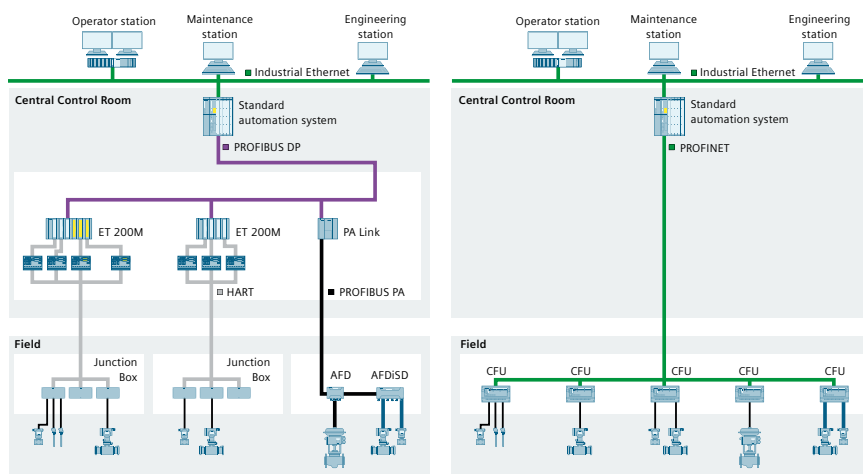 Operator station
Maintenance
station
Engineering
station
Industrial Ethernet
Central Control Room
Standard
automation system
PROFIBUS DP
ET 200M
ET 200M
PA Link
HART
PROFIBUS PA
Field
Junction
Box
Junction
Box
AFD
AFDiSD
Operator station
Maintenance
station
Engineering
station
Industrial Ethernet
Central Control Room
Standard
automation system
PROFINET
Field
CFU
CFU
CFU
CFU
CFU